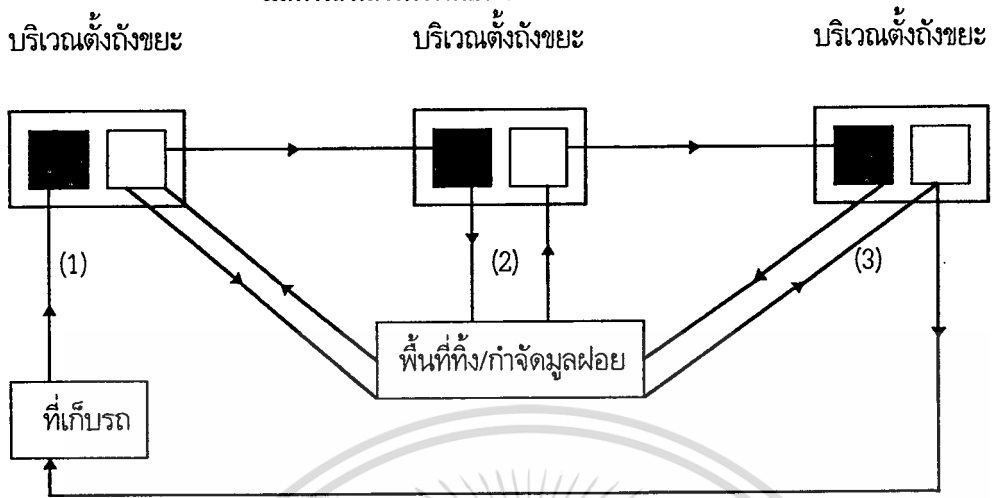 บริเวณตั้งถังขยะ
บริเวณตั้งถังขยะ
บริเวณตั้งถังขยะ
(1)
(2)
(3)
พื้นที่ทิ้ง/กำจัดมูลฝอย
ที่เก็บรถ